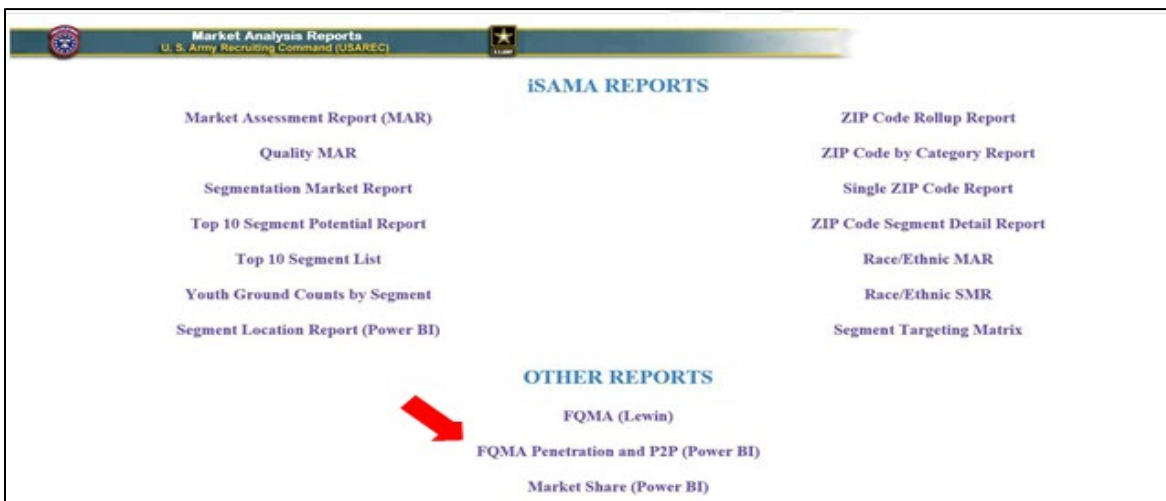 Market Analysis Reports
U. S. Army Recruiting Command (USAREC)
iSAMA REPORTS
Market Assessment Report (MAR)
ZIP Code Rollup Report
Quality MAR
ZIP Code by Category Report
Segmentation Market Report
Single ZIP Code Report
Top 10 Segment Potential Report
ZIP Code Segment Detail Report
Top 10 Segment List
Race/Ethnic MAR
Youth Ground Counts by Segment
Race/Ethnic SMR
Segment Location Report (Power BI)
Segment Targeting Matrix
OTHER REPORTS
FQMA (Lewin)
FQMA Penetration and P2P (Power BI)
Market Share (Power BI)